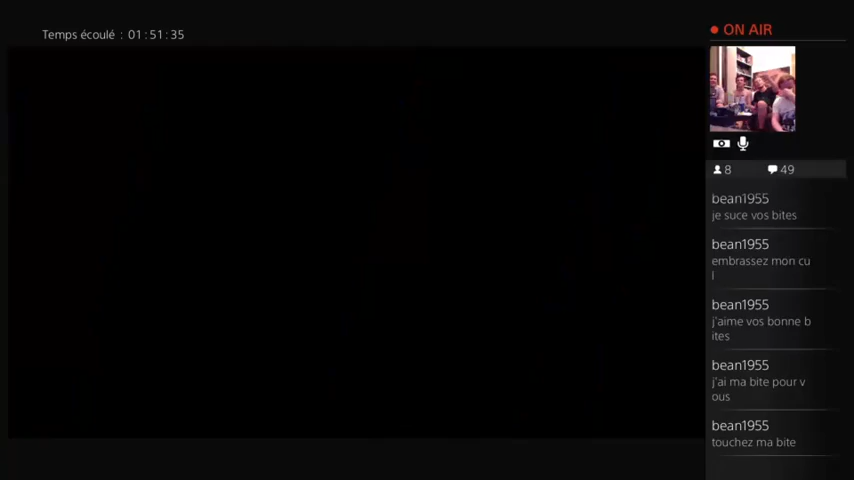 Temps écoulé : 01:51:35
ON AIR
8 49
bean1955
je suce vos bites
bean1955
embrassez mon cu
l
bean1955
j'aime vos bonne b
ites
bean1955
j'ai ma bite pour v
ous
bean1955
touchez ma bite